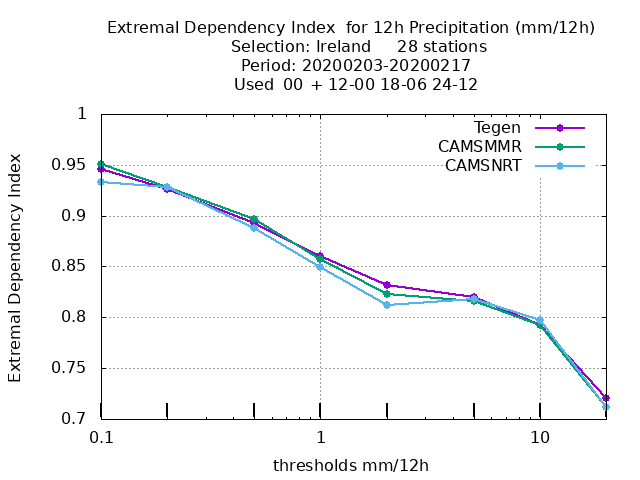 Extremal Dependency Index  for 12h Precipitation (mm/12h)
Selection: Ireland     28 stations
Period: 20200203-20200217
Used  00  + 12-00 18-06 24-12
Tegen
CAMSMMR
CAMSNRT
Extremal Dependency Index
1
0.95
0.9
0.85
0.8
0.75
0.7
0.1 1 10
thresholds mm/12h